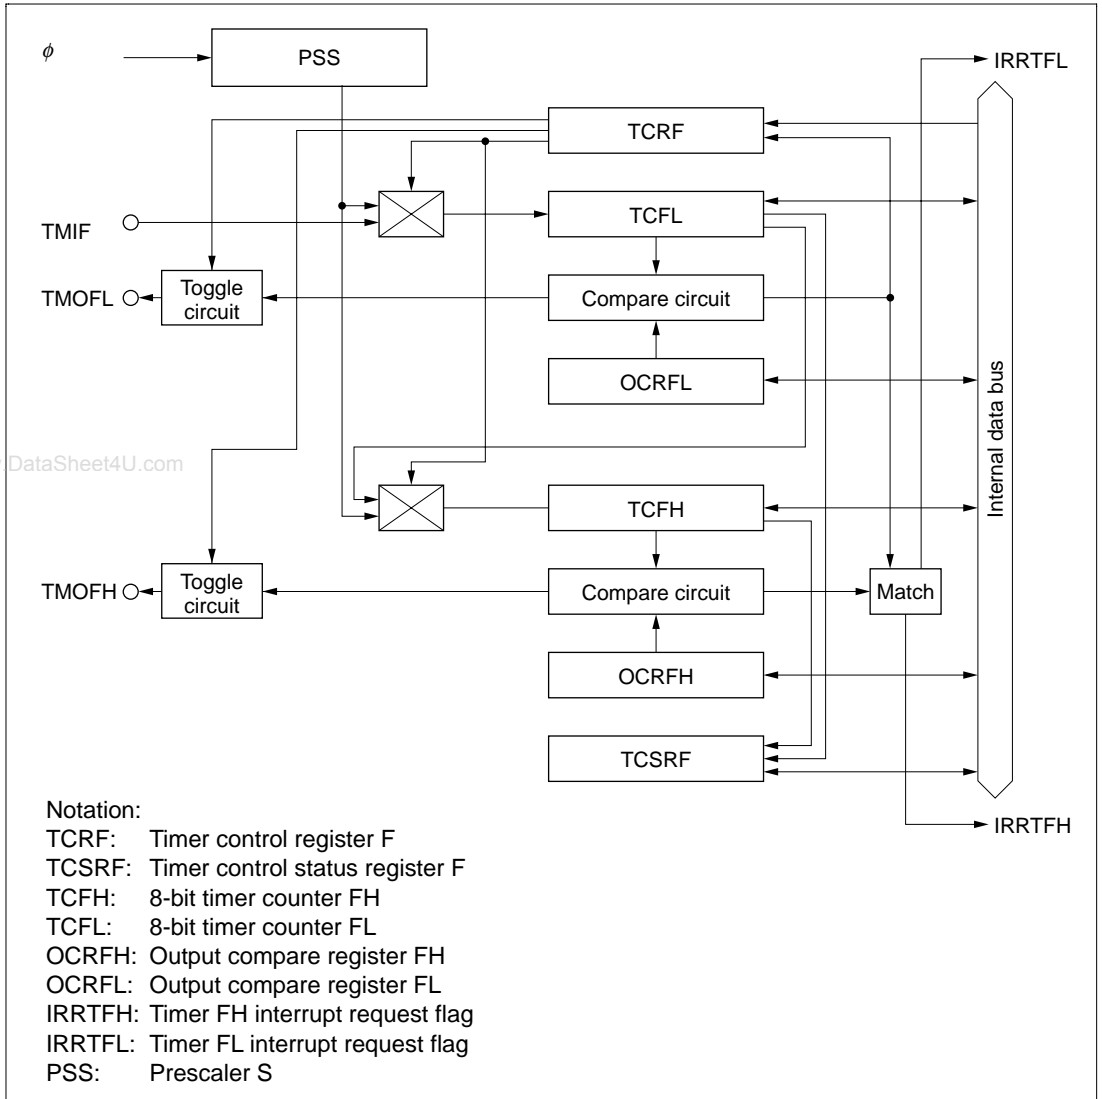 φ
PSS
IRRTFL
TCRF
TMIF
TCFL
TMOFL
Toggle
circuit
Compare circuit
OCRFL
Internal data bus
.DataSheet4U.com
TCFH
TMOFH
Toggle
circuit
Compare circuit
Match
OCRFH
TCSRF
IRRTFH
Notation:
TCRF: Timer control register F
TCSRF: Timer control status register F
TCFH: 8-bit timer counter FH
TCFL: 8-bit timer counter FL
OCRFH: Output compare register FH
OCRFL: Output compare register FL
IRRTFH: Timer FH interrupt request flag
IRRTFL: Timer FL interrupt request flag
PSS: Prescaler S